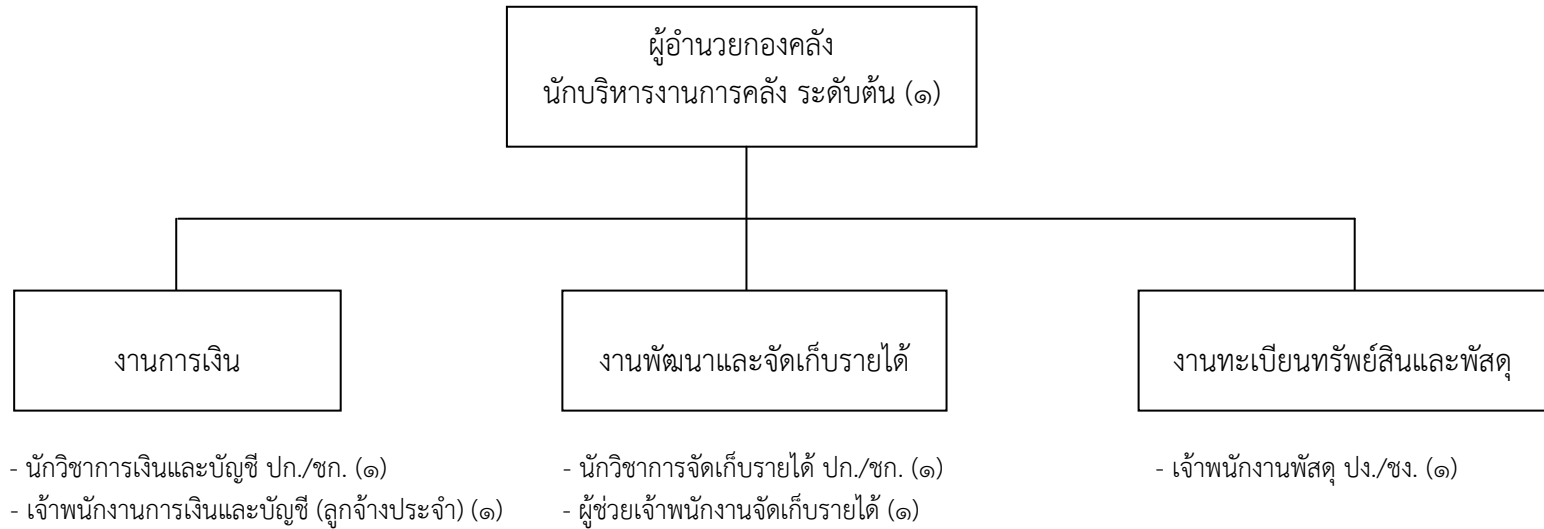 ผู้อำนวยกองคลัง
นักบริหารงานการคลัง ระดับต้น (๑)
งานการเงิน
งานพัฒนาและจัดเก็บรายได้
งานทะเบียนทรัพย์สินและพัสดุ
- นักวิชาการเงินและบัญชี ปก./ชก. (๑)
- เจ้าพนักงานการเงินและบัญชี (ลูกจ้างประจำ) (๑)
- นักวิชาการจัดเก็บรายได้ ปก./ชก. (๑)
- ผู้ช่วยเจ้าพนักงานจัดเก็บรายได้ (๑)
- เจ้าพนักงานพัสดุ ปง./ชง. (๑)